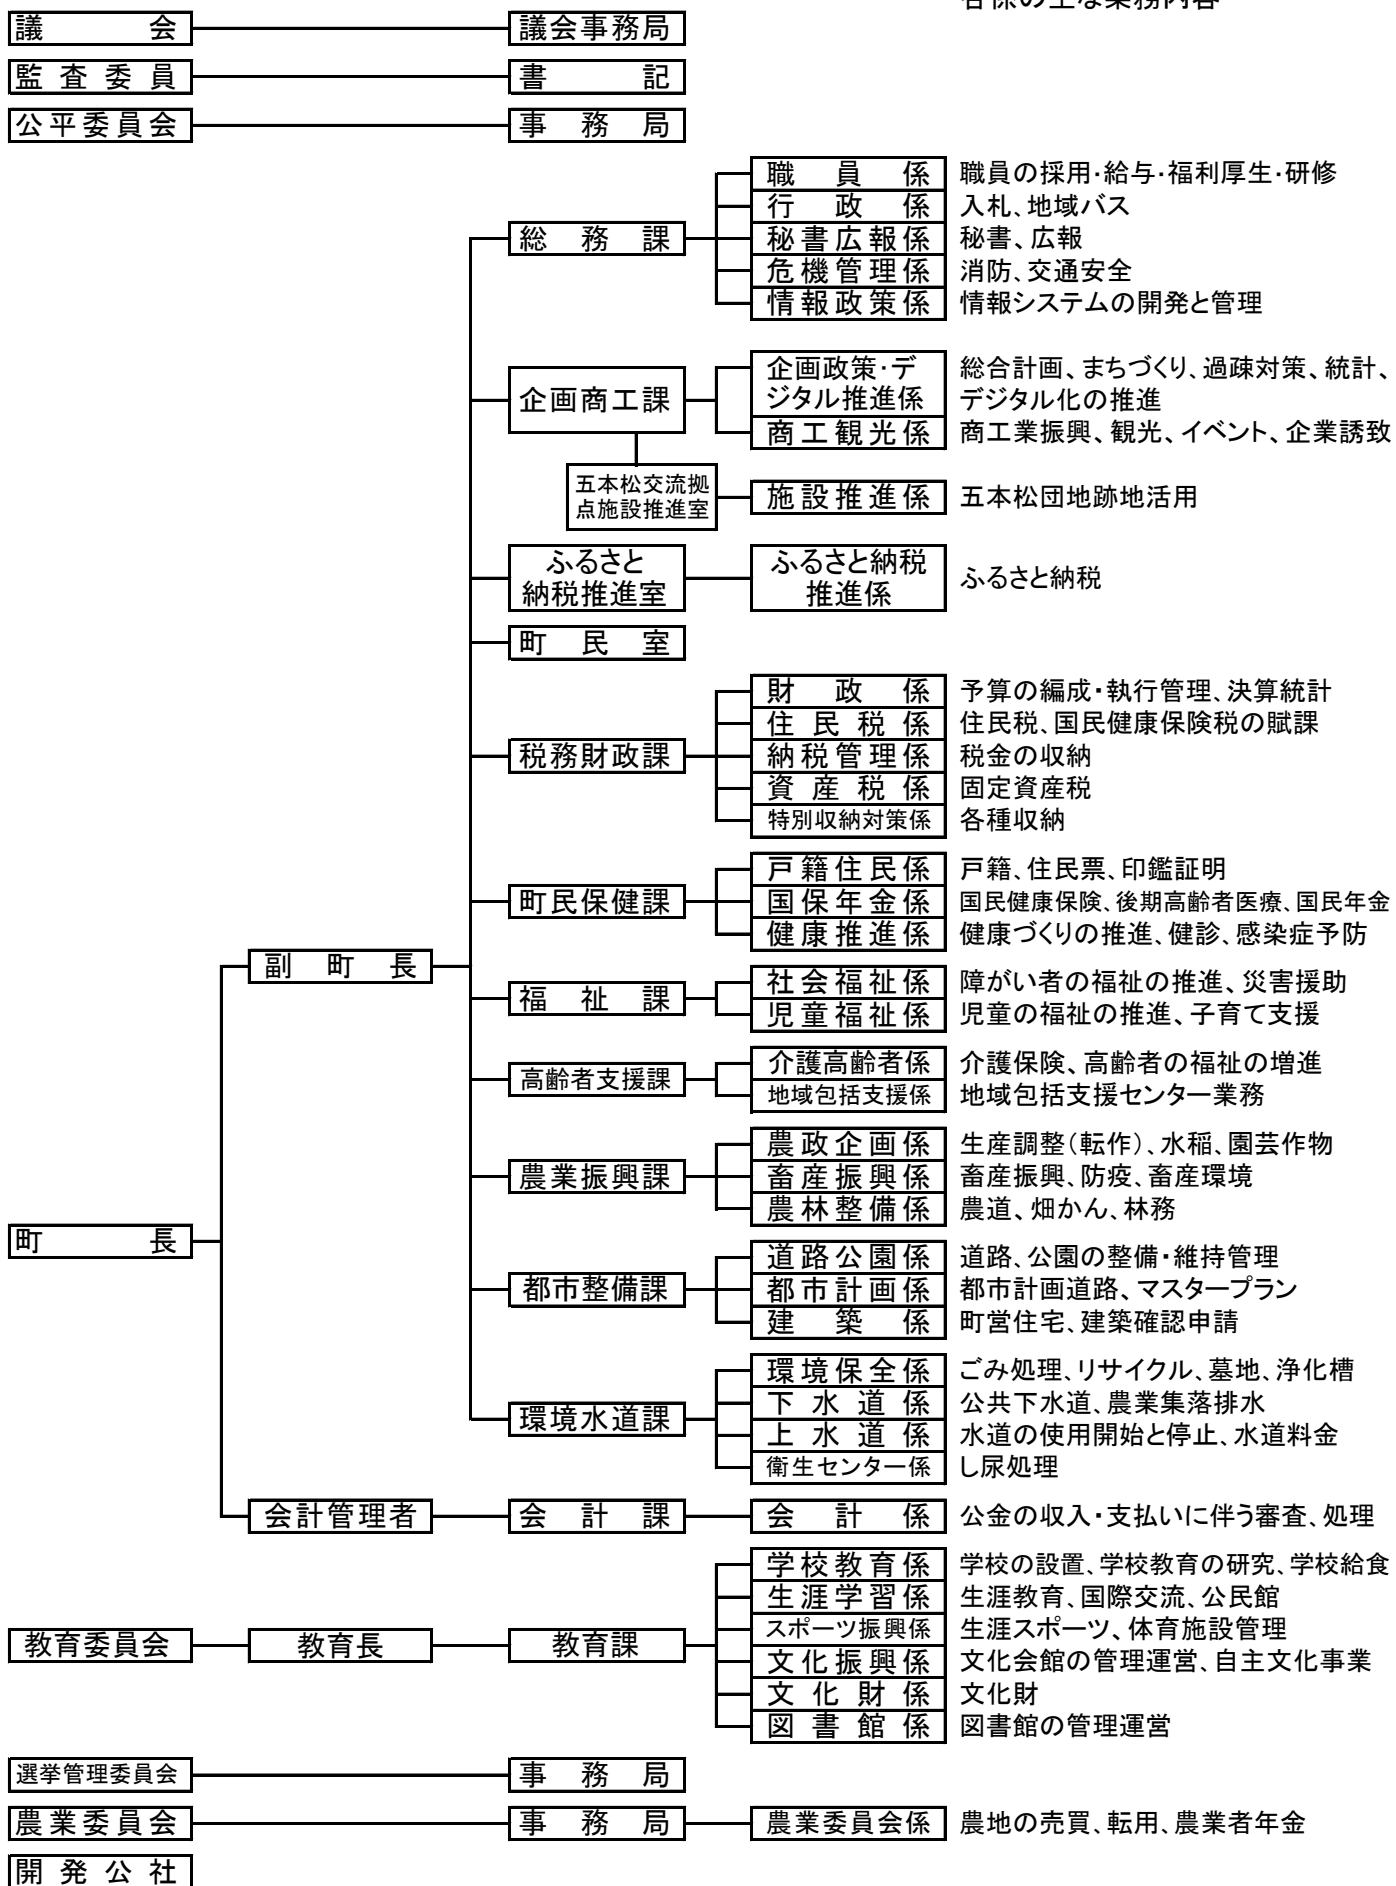 各係の主な業務内容
議会 議会事務局
監査委員 書記
公平委員会 事務局
職員係 職員の採用･給与･福利厚生･研修
行政係 入札、地域バス
総務課 秘書広報係 秘書、広報
危機管理係 消防、交通安全
情報政策係 情報システムの開発と管理
企画政策･デ 総合計画、まちづくり、過疎対策、統計、
企画商工課 ジタル推進係 デジタル化の推進
商工観光係 商工業振興、観光、イベント、企業誘致
五本松交流拠
点施設推進室 施設推進係 五本松団地跡地活用
ふるさと ふるさと納税
納税推進室 推進係 ふるさと納税
町民室
財政係 予算の編成・執行管理、決算統計
住民税係 住民税、国民健康保険税の賦課
税務財政課 納税管理係 税金の収納
資産税係 固定資産税
特別収納対策係 各種収納
戸籍住民係 戸籍、住民票、印鑑証明
町民保健課 国保年金係 国民健康保険、後期高齢者医療、国民年金
健康推進係 健康づくりの推進、健診、感染症予防
副町長
社会福祉係 障がい者の福祉の推進、災害援助
福祉課
児童福祉係 児童の福祉の推進、子育て支援
介護高齢者係 介護保険、高齢者の福祉の増進
高齢者支援課
地域包括支援係 地域包括支援センター業務
農政企画係 生産調整(転作)、水稲、園芸作物
農業振興課 畜産振興係 畜産振興、防疫、畜産環境
農林整備係 農道、畑かん、林務
町長
道路公園係 道路、公園の整備・維持管理
都市整備課 都市計画係 都市計画道路、マスタープラン
建築係 町営住宅、建築確認申請
環境保全係 ごみ処理、リサイクル、墓地、浄化槽
下水道係 公共下水道、農業集落排水
環境水道課
上水道係 水道の使用開始と停止、水道料金
衛生センター係 し尿処理
会計管理者 会計課 会計係 公金の収入・支払いに伴う審査、処理
学校教育係 学校の設置、学校教育の研究、学校給食
生涯学習係 生涯教育、国際交流、公民館
スポーツ振興係 生涯スポーツ、体育施設管理
教育委員会 教育長 教育課
文化振興係 文化会館の管理運営、自主文化事業
文化財係 文化財
図書館係 図書館の管理運営
選挙管理委員会 事務局
農業委員会 事務局 農業委員会係 農地の売買、転用、農業者年金
開発公社